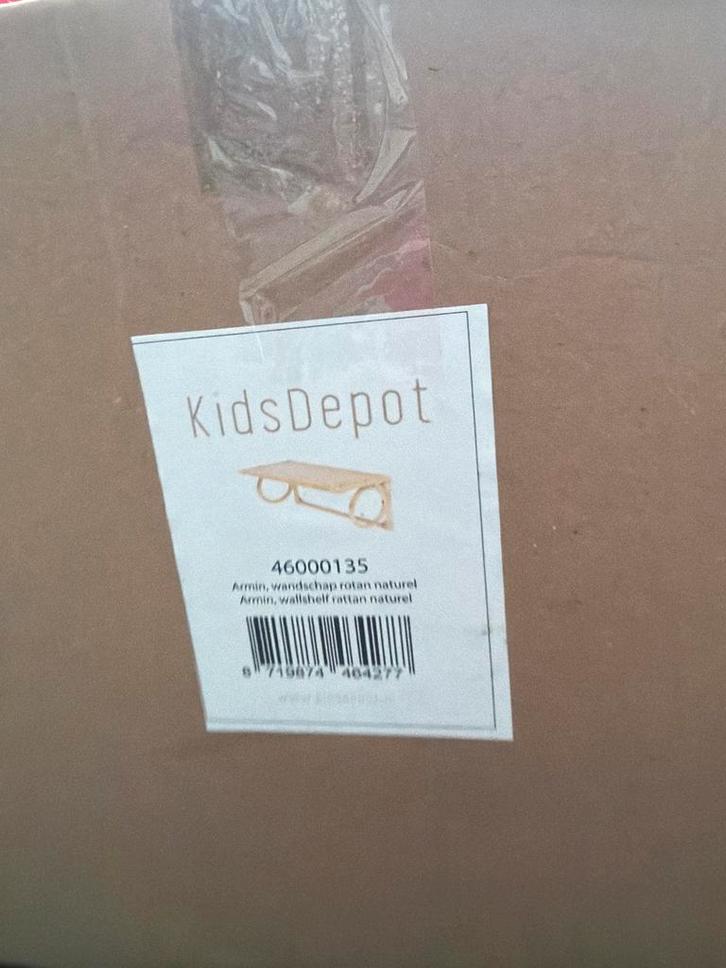 KidsDepot
46000135
Armin, wandschap rotan naturel
Armin, wallshelf rattan naturel
8 719874 464277